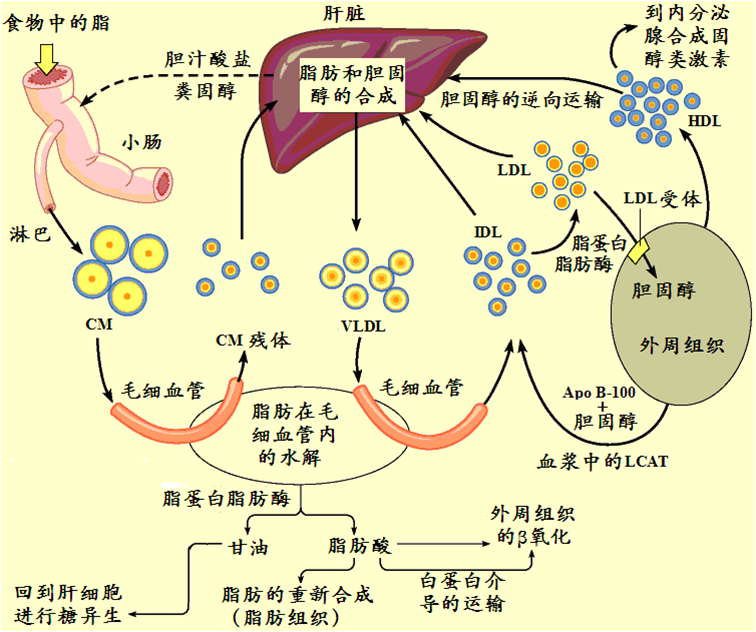 食物中的脂
肝脏
到内分泌
腺合成固
醇类激素
胆汁酸盐
粪固醇
脂肪和胆固
醇的合成
胆固醇的逆向运输
HDL
小肠
LDL
LDL受体
淋巴
IDL
脂蛋白
脂肪酶
胆固醇
外周组织
CM
CM残体
VLDL
毛细血管
毛细血管
脂肪在毛
细血管内
的水解
Apo B-100
+
胆固醇
血浆中的LCAT
脂蛋白脂肪酶
甘油
脂肪酸
外周组织
的β氧化
回到肝细胞
进行糖异生
脂肪的重新合成
(脂肪组织)
白蛋白介
导的运输